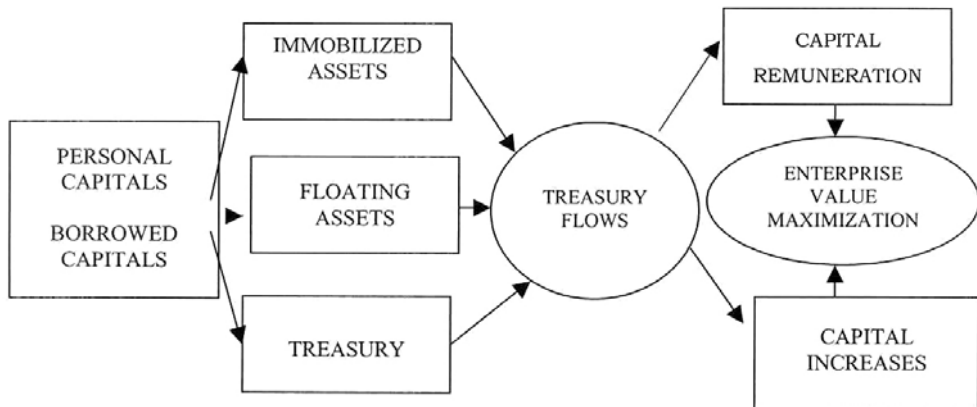 IMMOBILIZED
ASSETS
CAPITAL
REMUNERATION
PERSONAL
CAPITALS
BORROWED
CAPITALS
FLOATING
ASSETS
TREASURY
FLOWS
ENTERPRISE
VALUE
MAXIMIZATION
TREASURY
CAPITAL
INCREASES